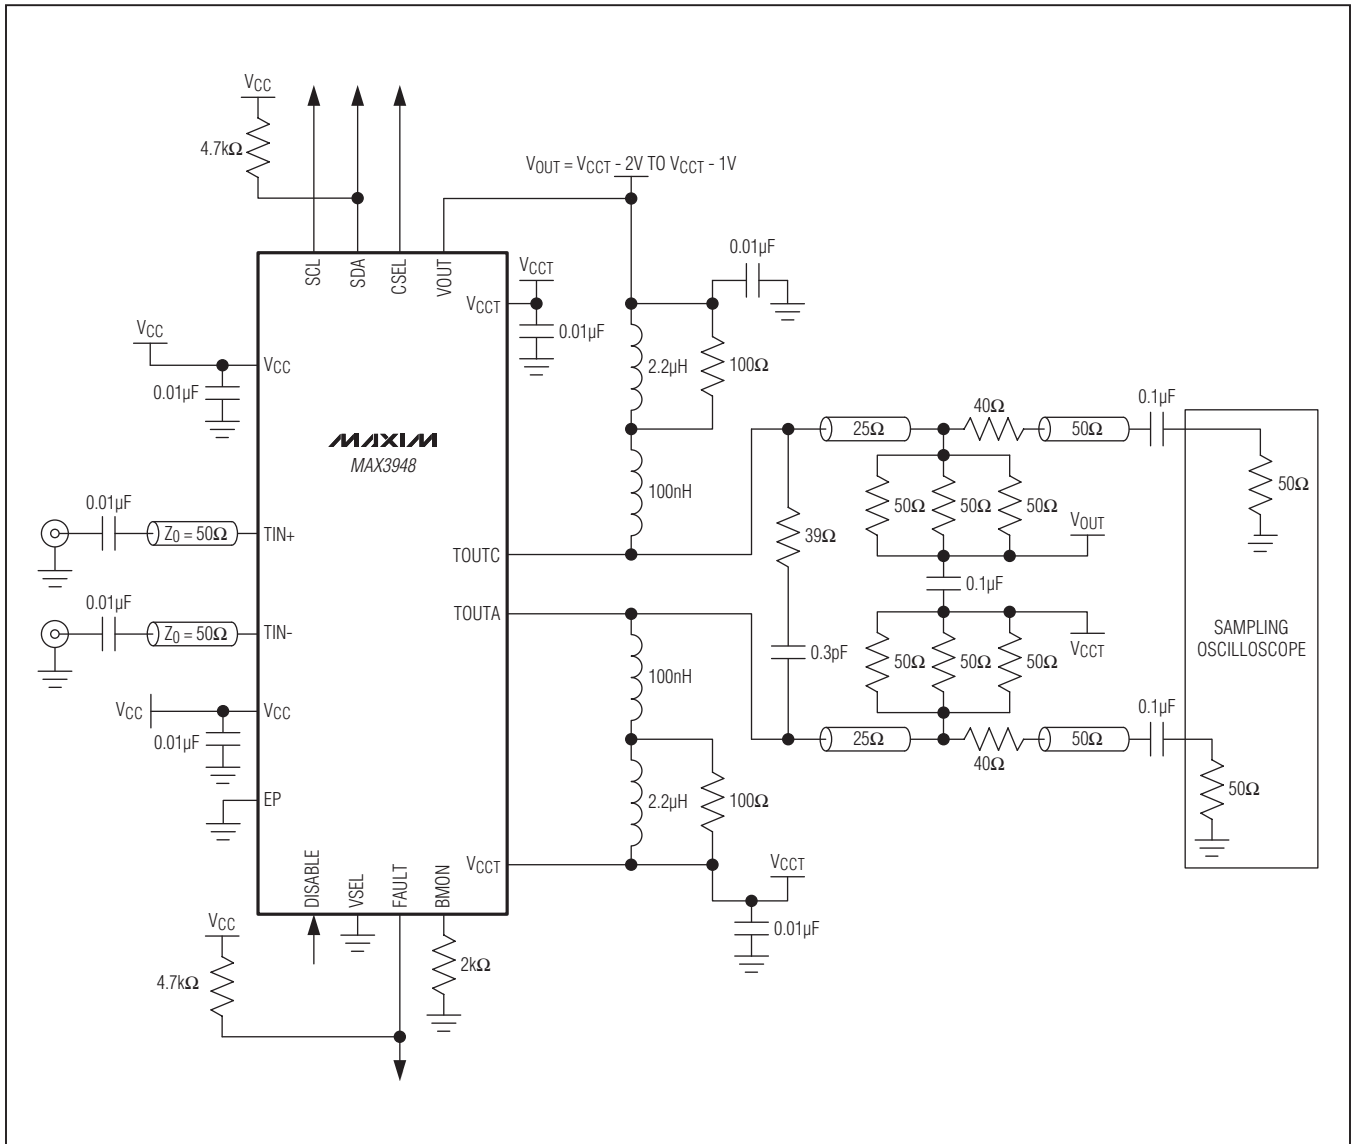 VCC
4.7kΩ
VOUT = VCCT - 2V TO VCCT - 1V
SCL
SDA
CSEL
VOUT
VCCT
VCCT
0.01µF
0.01µF
VCC
VCC
0.01µF
2.2µH
100Ω
MAXIM
MAX3948
100nH
40Ω
0.1µF
25Ω
50Ω
50Ω
50Ω
50Ω
50Ω
VOUT
39Ω
0.01µF
Z0 = 50Ω
TIN+
TOUTC
0.1µF
0.01µF
Z0 = 50Ω
TIN-
TOUTA
0.3pF
50Ω
50Ω
50Ω
VCCT
SAMPLING
OSCILLOSCOPE
100nH
VCC
VCC
0.01µF
25Ω
40Ω
50Ω
0.1µF
50Ω
EP
2.2µH
100Ω
VCCT
VCCT
0.01µF
DISABLE
VSEL
FAULT
BMON
VCC
4.7kΩ
2kΩ